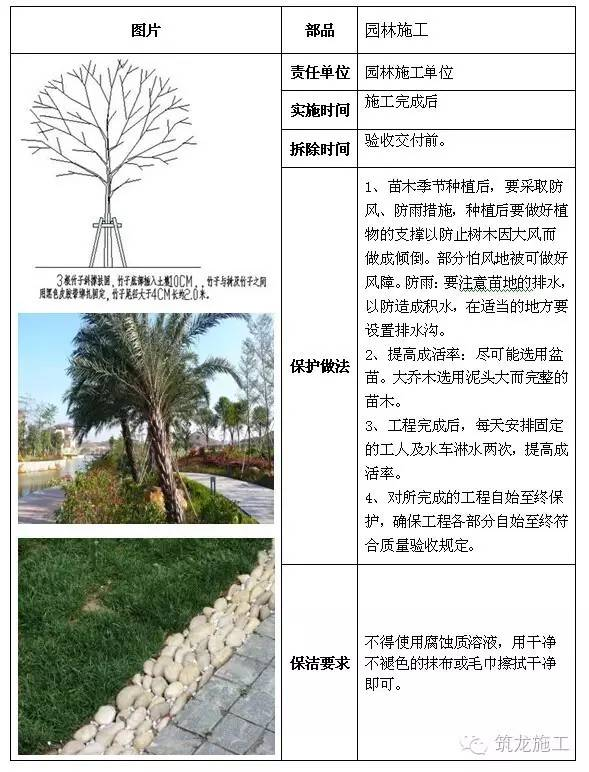 图片
部品
园林施工
责任单位
园林施工单位
实施时间
施工完成后
拆除时间
验收交付前。
3根竹子斜撑法图，竹子底部插入土壤10CM，，竹子与树及竹子之间
用黑色皮胶带绑扎固定，竹子尾径大于4CM长约2.0米。
保护做法
1、苗木季节种植后，要采取防
风、防雨措施，种植后要做好植
物的支撑以防止树木因大风而
做成倾倒。部分怕风地被可做好
风障。防雨：要注意苗地的排水，
以防造成积水，在适当的地方要
设置排水沟。
2、提高成活率：尽可能选用盆
苗。大乔木选用泥头大而完整的
苗木。
3、工程完成后，每天安排固定
的工人及水车淋水两次，提高成
活率。
4、对所完成的工程自始至终保
护，确保工程各部分自始至终符
合质量验收规定。
保洁要求
不得使用腐蚀质溶液，用干净
不褪色的抹布或毛巾擦拭干净
即可。
筑龙施工